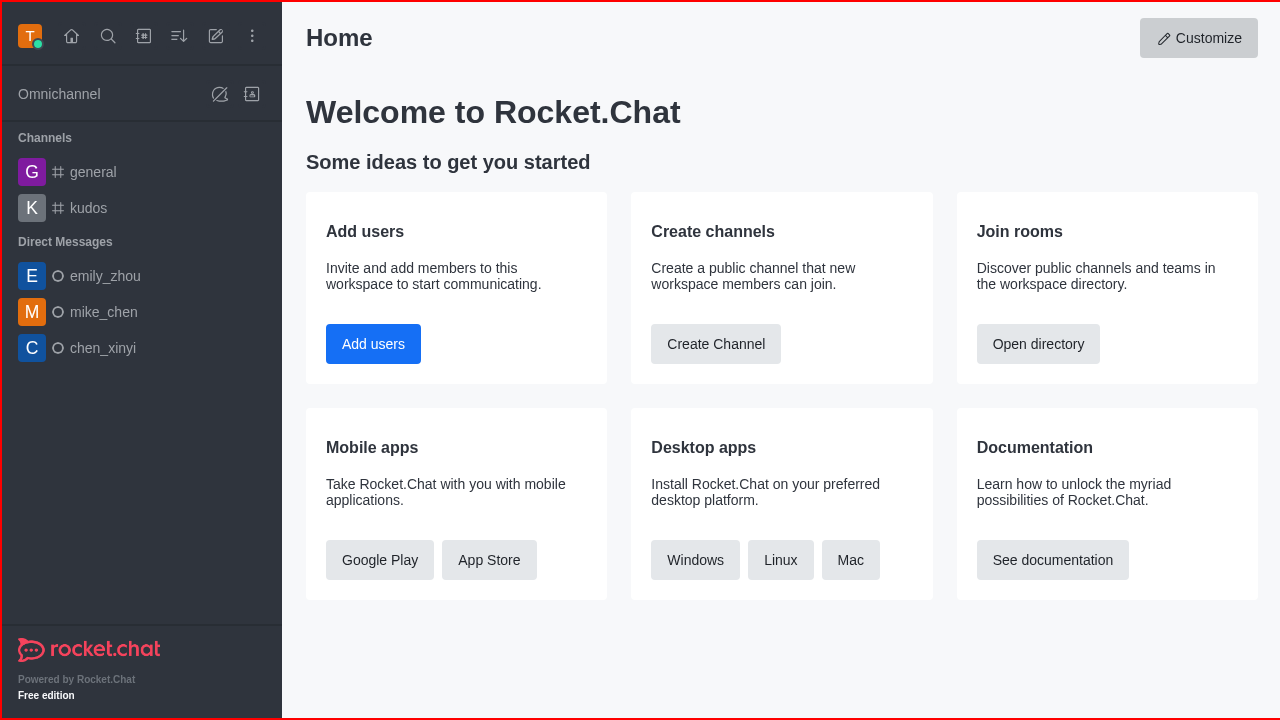 T
Home
Customize
Omnichannel
Channels
G general
K kudos
Direct Messages
E emily_zhou
M mike_chen
C chen_xinyi
Welcome to Rocket.Chat
Some ideas to get you started
Add users
Invite and add members to this
workspace to start communicating.
Add users
Create channels
Create a public channel that new
workspace members can join.
Create Channel
Join rooms
Discover public channels and teams in
the workspace directory.
Open directory
Mobile apps
Take Rocket.Chat with you with mobile
applications.
Google Play App Store
Desktop apps
Install Rocket.Chat on your preferred
desktop platform.
Windows Linux Mac
Documentation
Learn how to unlock the myriad
possibilities of Rocket.Chat.
See documentation
rocket.chat
Powered by Rocket.Chat
Free edition